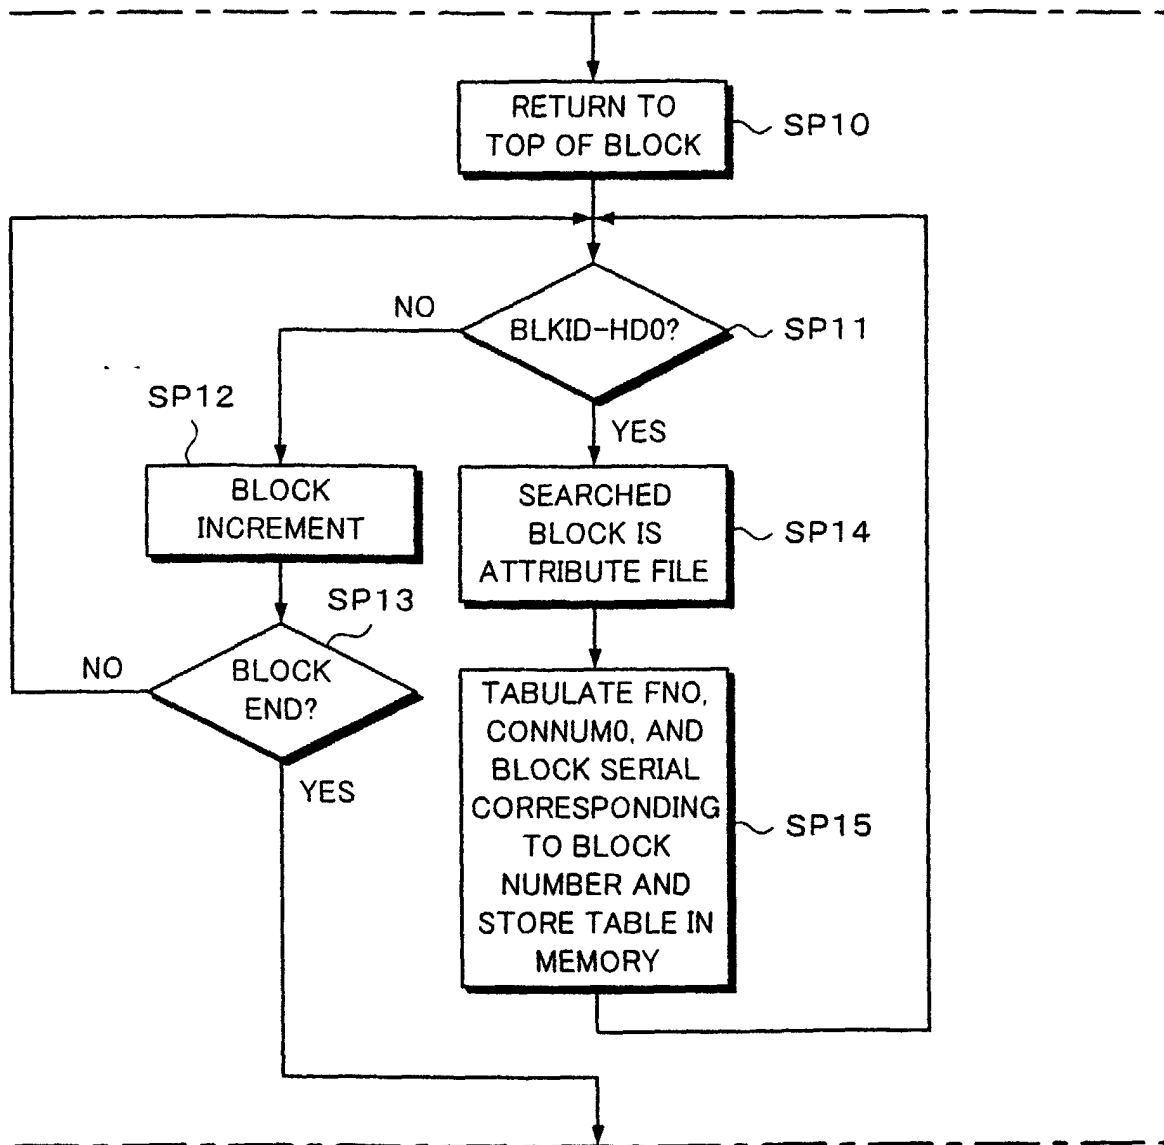 RETURN TO
TOP OF BLOCK
SP10
NO
BLKID-HD0?
SP11
SP12
YES
BLOCK
INCREMENT
SEARCHED
BLOCK IS
ATTRIBUTE FILE
SP14
SP13
NO
BLOCK
END?
YES
TABULATE FNO,
CONNUM0, AND
BLOCK SERIAL
CORRESPONDING
TO BLOCK
NUMBER AND
STORE TABLE IN
MEMORY
SP15